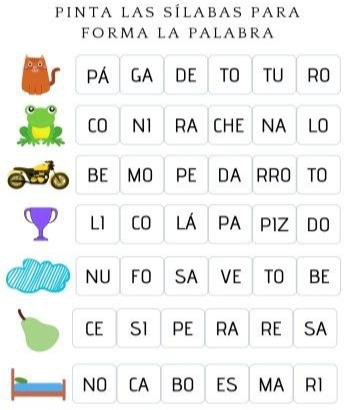 PINTA LAS SÍLABAS PARA
FORMA LA PALABRA
PÁ GA DE TO TU RO
CO NI RA CHE NA LO
BE MO PE DA RRO TO
LI CO LÁ PA PIZ DO
NU FO SA VE TO BE
CE SI PE RA RE SA
NO CA BO ES MA RI